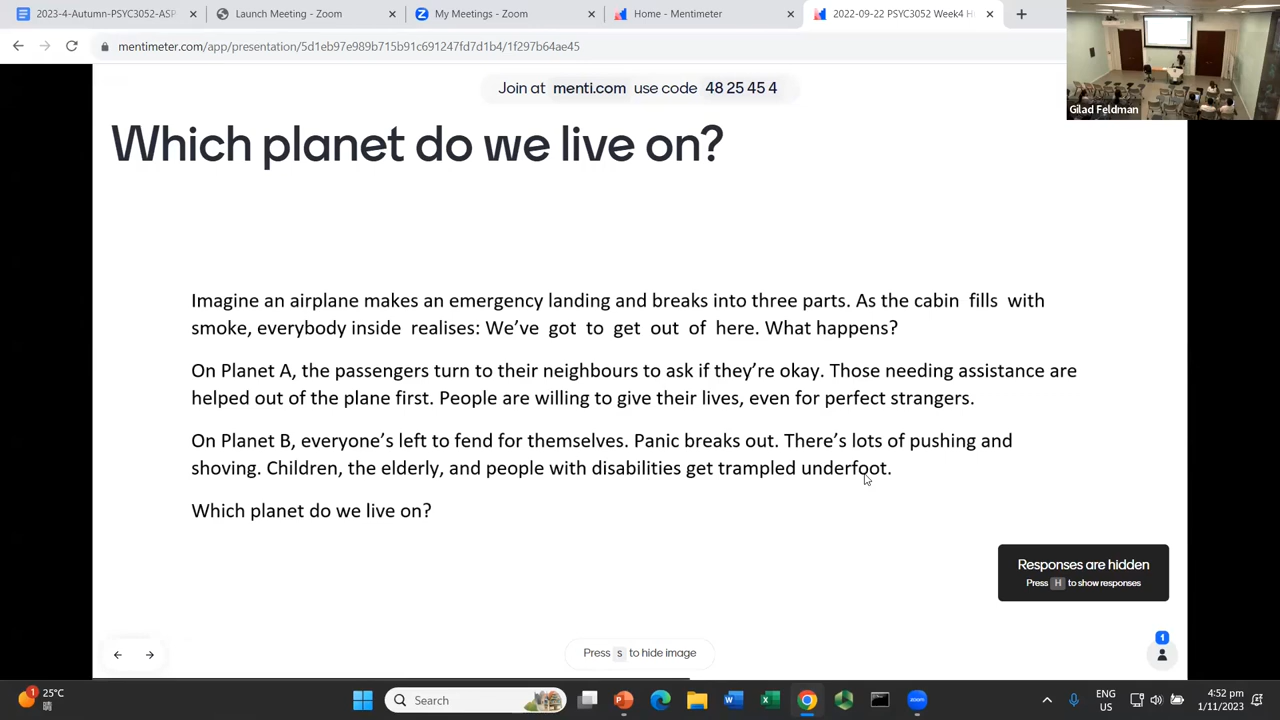 2023-4-Autumn-PSYC3052-ASP
Launch Meeting - Zoom
My Meetings - Zoom
Home - Mentimeter
2022-09-22 PSYC3052 Week4 H
mentimeter.com/app/presentation/5d1eb97e989b715b91c691247fd7d1b4/1f297b64ae45
Gilad Feldman
Join at menti.com use code 48 25 45 4
Which planet do we live on?
Imagine an airplane makes an emergency landing and breaks into three parts. As the cabin fills with
smoke, everybody inside realises: We've got to get out of here. What happens?
On Planet A, the passengers turn to their neighbours to ask if they're okay. Those needing assistance are
helped out of the plane first. People are willing to give their lives, even for perfect strangers.
On Planet B, everyone's left to fend for themselves. Panic breaks out. There's lots of pushing and
shoving. Children, the elderly, and people with disabilities get trampled underfoot.
Which planet do we live on?
Responses are hidden
Press H to show responses
Press s to hide image
1
1
25°C
晴
Search
zoom
ENG
US
4:52 pm
1/11/2023